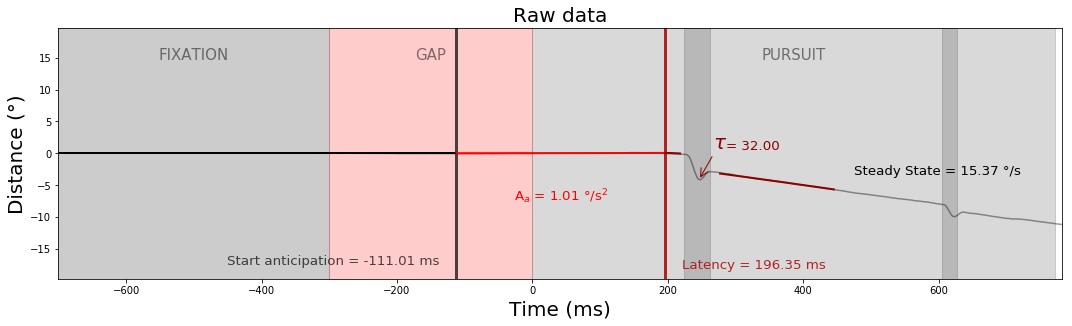 Raw data
FIXATION
GAP
PURSUIT
Distance (°)
15
10
5
0
−5
−10
−15
τ = 32.00
Steady State = 15.37 °/s
Aₐ = 1.01 °/s²
Start anticipation = -111.01 ms
Latency = 196.35 ms
−600 −400 −200 0 200 400 600
Time (ms)